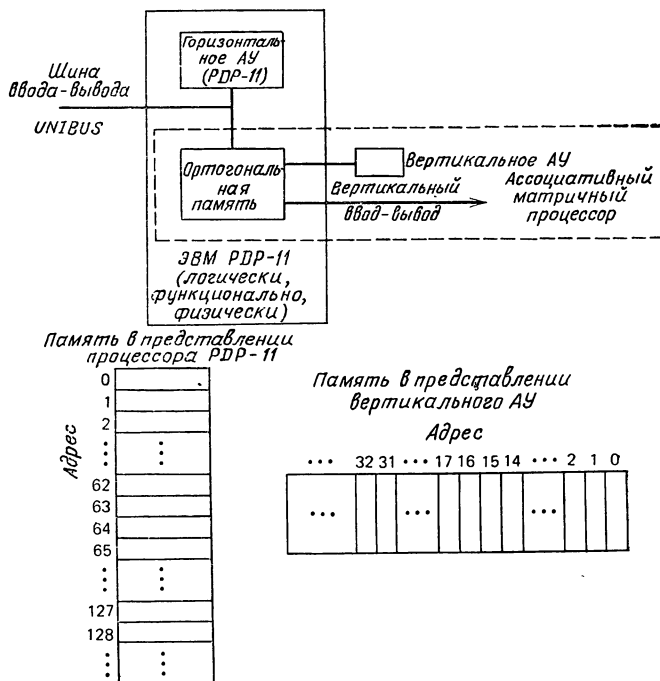 Горизонталь-
ное АУ
(PDP-11)
Шина
ввода-вывода
UNIBUS
Ортогональ-
ная
память
Вертикальное АУ
Вертикальный
ввод-вывод
Ассоциативный
матричный
процессор
ЭВМ PDP-11
(логически,
функционально,
физически)
Память в представлении
процессора PDP-11
Адрес
0
1
2
62
63
64
65
127
128
Память в представлении
вертикального АУ
Адрес
... 32 31 ... 17 16 15 14 ... 2 1 0
... ... ...